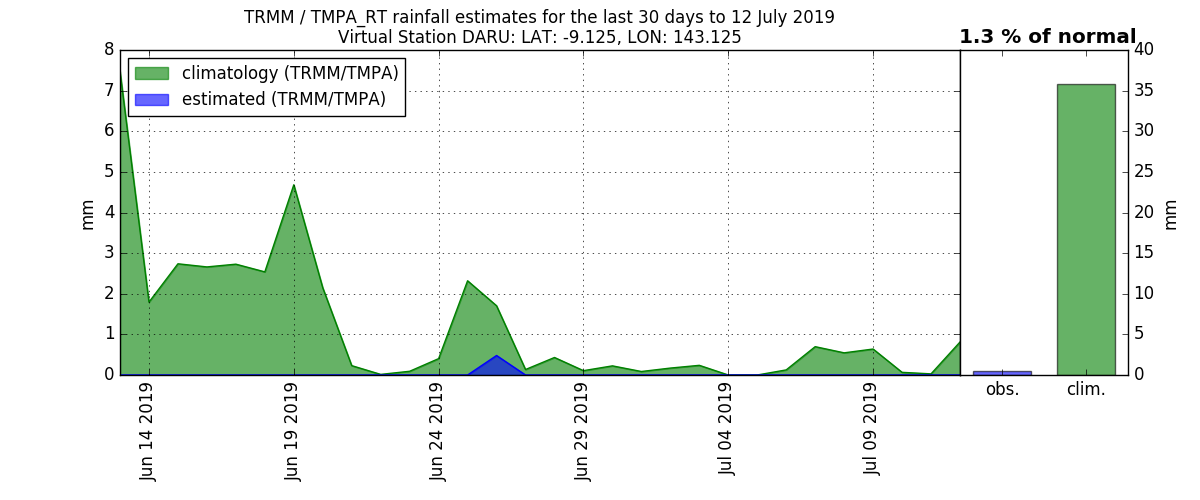 TRMM / TMPA_RT rainfall estimates for the last 30 days to 12 July 2019
Virtual Station DARU: LAT: -9.125, LON: 143.125
1.3 % of normal
climatology (TRMM/TMPA)
estimated (TRMM/TMPA)
8
7
6
5
4
3
2
1
0
mm
Jun 14 2019
Jun 19 2019
Jun 24 2019
Jun 29 2019
Jul 04 2019
Jul 09 2019
obs.
clim.
40
35
30
25
20
15
10
5
0
mm